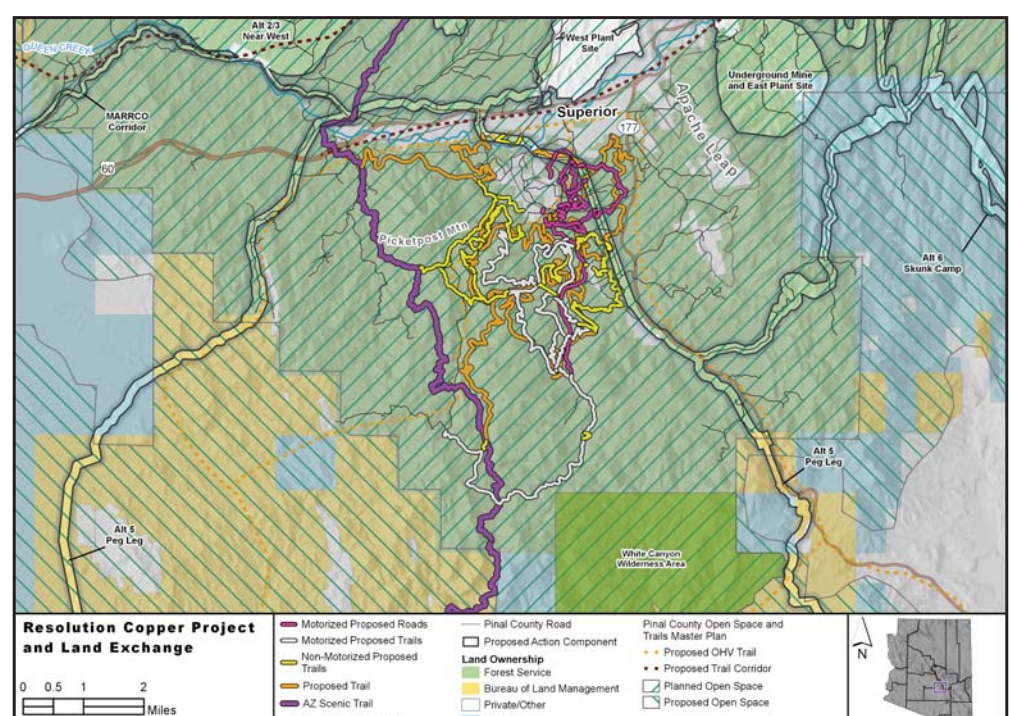 Alt 2/3
Near West
QUEEN CREEK
West Plant
Site
Underground Mine
and East Plant Site
MARRCO
Corridor
Superior
177
Apache Leap
60
Picketpost Mtn
Alt 6
Skunk Camp
Alt 5
Peg Leg
Alt 5
Peg Leg
White Canyon
Wilderness Area
Resolution Copper Project
and Land Exchange
0 0.5 1 2
Miles
Motorized Proposed Roads
Motorized Proposed Trails
Non-Motorized Proposed
Trails
Proposed Trail
AZ Scenic Trail
Pinal County Road
Proposed Action Component
Land Ownership
Forest Service
Bureau of Land Management
Private/Other
Pinal County Open Space and
Trails Master Plan
Proposed OHV Trail
Proposed Trail Corridor
Planned Open Space
Proposed Open Space
N